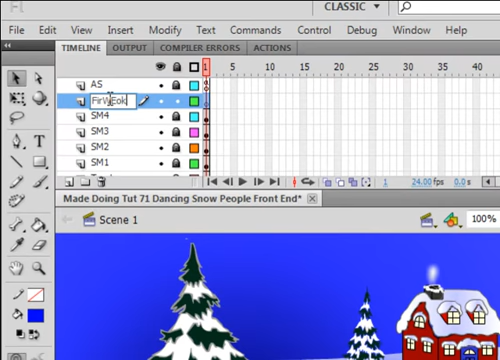 Fl CLASSIC
File Edit View Insert Modify Text Commands Control Debug Window
TIMELINE OUTPUT COMPILER ERRORS ACTIONS
1 5 10 15 20 25 30 35 40
AS
SM4
SM3
SM2
SM1
1 24.00 fps 0.0 s
Made Doing Tut 71 Dancing Snow People Front End* ×
Scene 1 100%